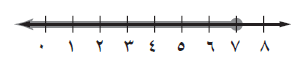 ٠ ١ ٢ ٣ ٤ ٥ ٦ ٧ ٨